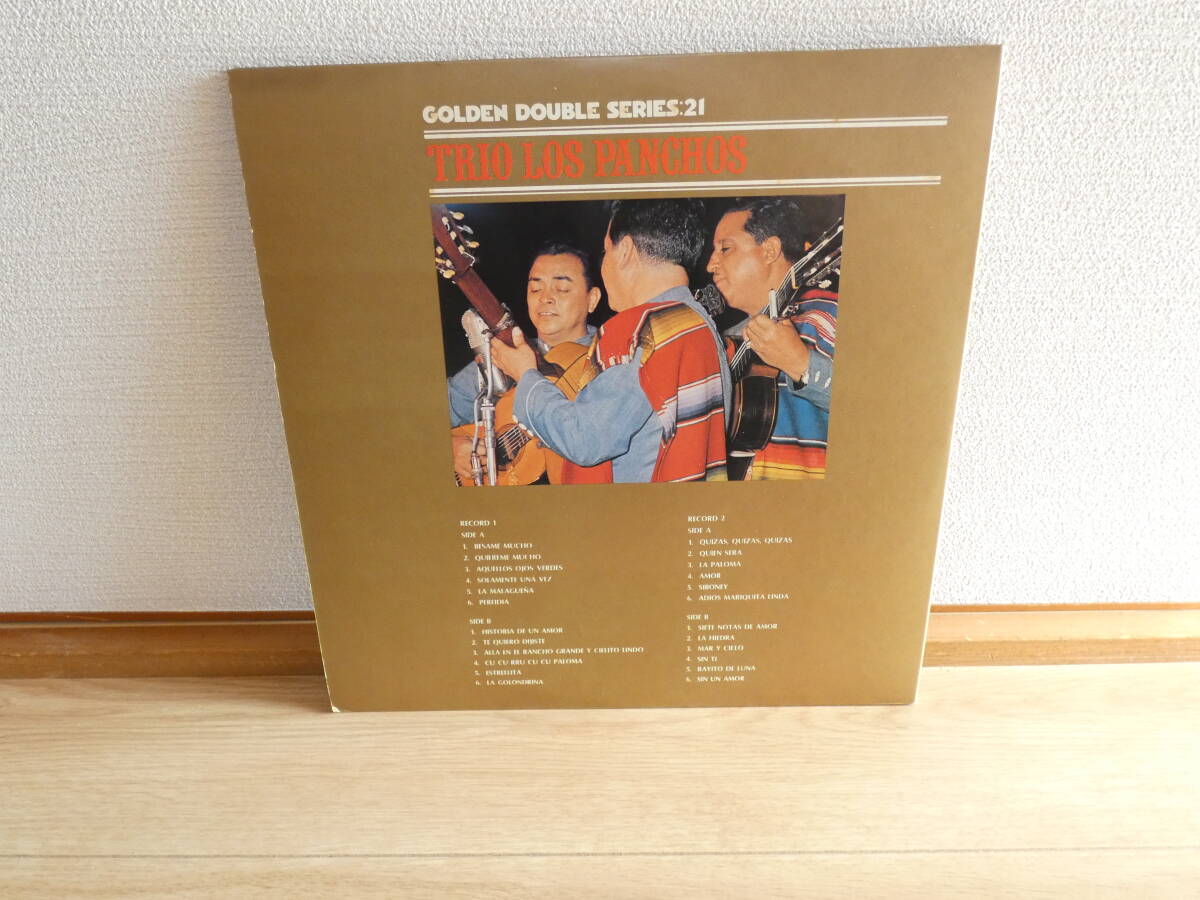 GOLDEN DOUBLE SERIES:21
TRIO LOS PANCHOS
RECORD 1
SIDE A
1. BESAME MUCHO
2. QUIEREME MUCHO
3. AQUELLOS OJOS VERDES
4. SOLAMENTE UNA VEZ
5. LA MALAGUEÑA
6. PERFIDIA
SIDE B
1. HISTORIA DE UN AMOR
2. TE QUIERO DIJISTE
3. ALLA EN EL RANCHO GRANDE Y CIELITO LINDO
4. CU CU RRU CU CU PALOMA
5. ESTRELLITA
6. LA GOLONDRINA
RECORD 2
SIDE A
1. QUIZAS, QUIZAS, QUIZAS
2. QUIEN SERA
3. LA PALOMA
4. AMOR
5. SIBONEY
6. ADIOS MARIQUITA LINDA
SIDE B
1. SIETE NOTAS DE AMOR
2. LA HIEDRA
3. MAR Y CIELO
4. SIN TI
5. RAYITO DE LUNA
6. SIN UN AMOR